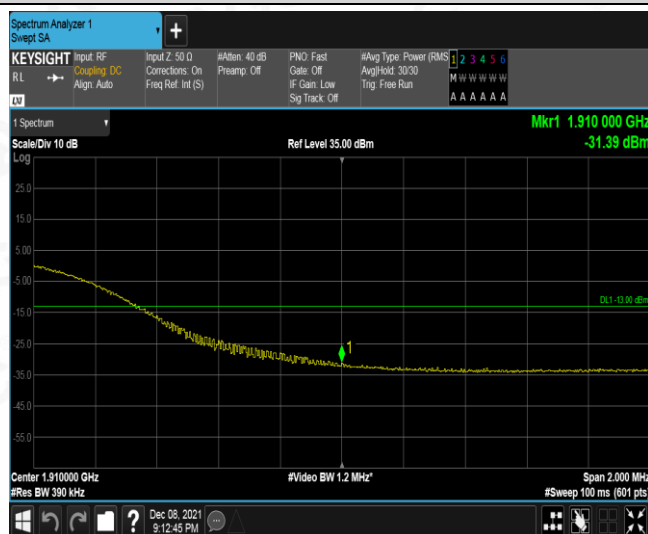 Spectrum Analyzer 1
Swept SA
KEYSIGHT
RL
LXI
Input: RF
Coupling: DC
Align: Auto
Input Z: 50 Ω
Corrections: On
Freq Ref: Int (S)
#Atten: 40 dB
Preamp: Off
PNO: Fast
Gate: Off
IF Gain: Low
Sig Track: Off
#Avg Type: Power (RMS
Avg|Hold: 30/30
Trig: Free Run
1 2 3 4 5 6
M W W W W W
A A A A A A
1 Spectrum
Mkr1 1.910 000 GHz
Scale/Div 10 dB
Ref Level 35.00 dBm
-31.39 dBm
Log
25.0
15.0
5.00
-5.00
DL1 -13.00 dBm
-15.0
1
-25.0
-35.0
-45.0
-55.0
Center 1.910000 GHz
#Video BW 1.2 MHz*
Span 2.000 MHz
#Res BW 390 kHz
#Sweep 100 ms (601 pts)
?
Dec 08, 2021
9:12:45 PM